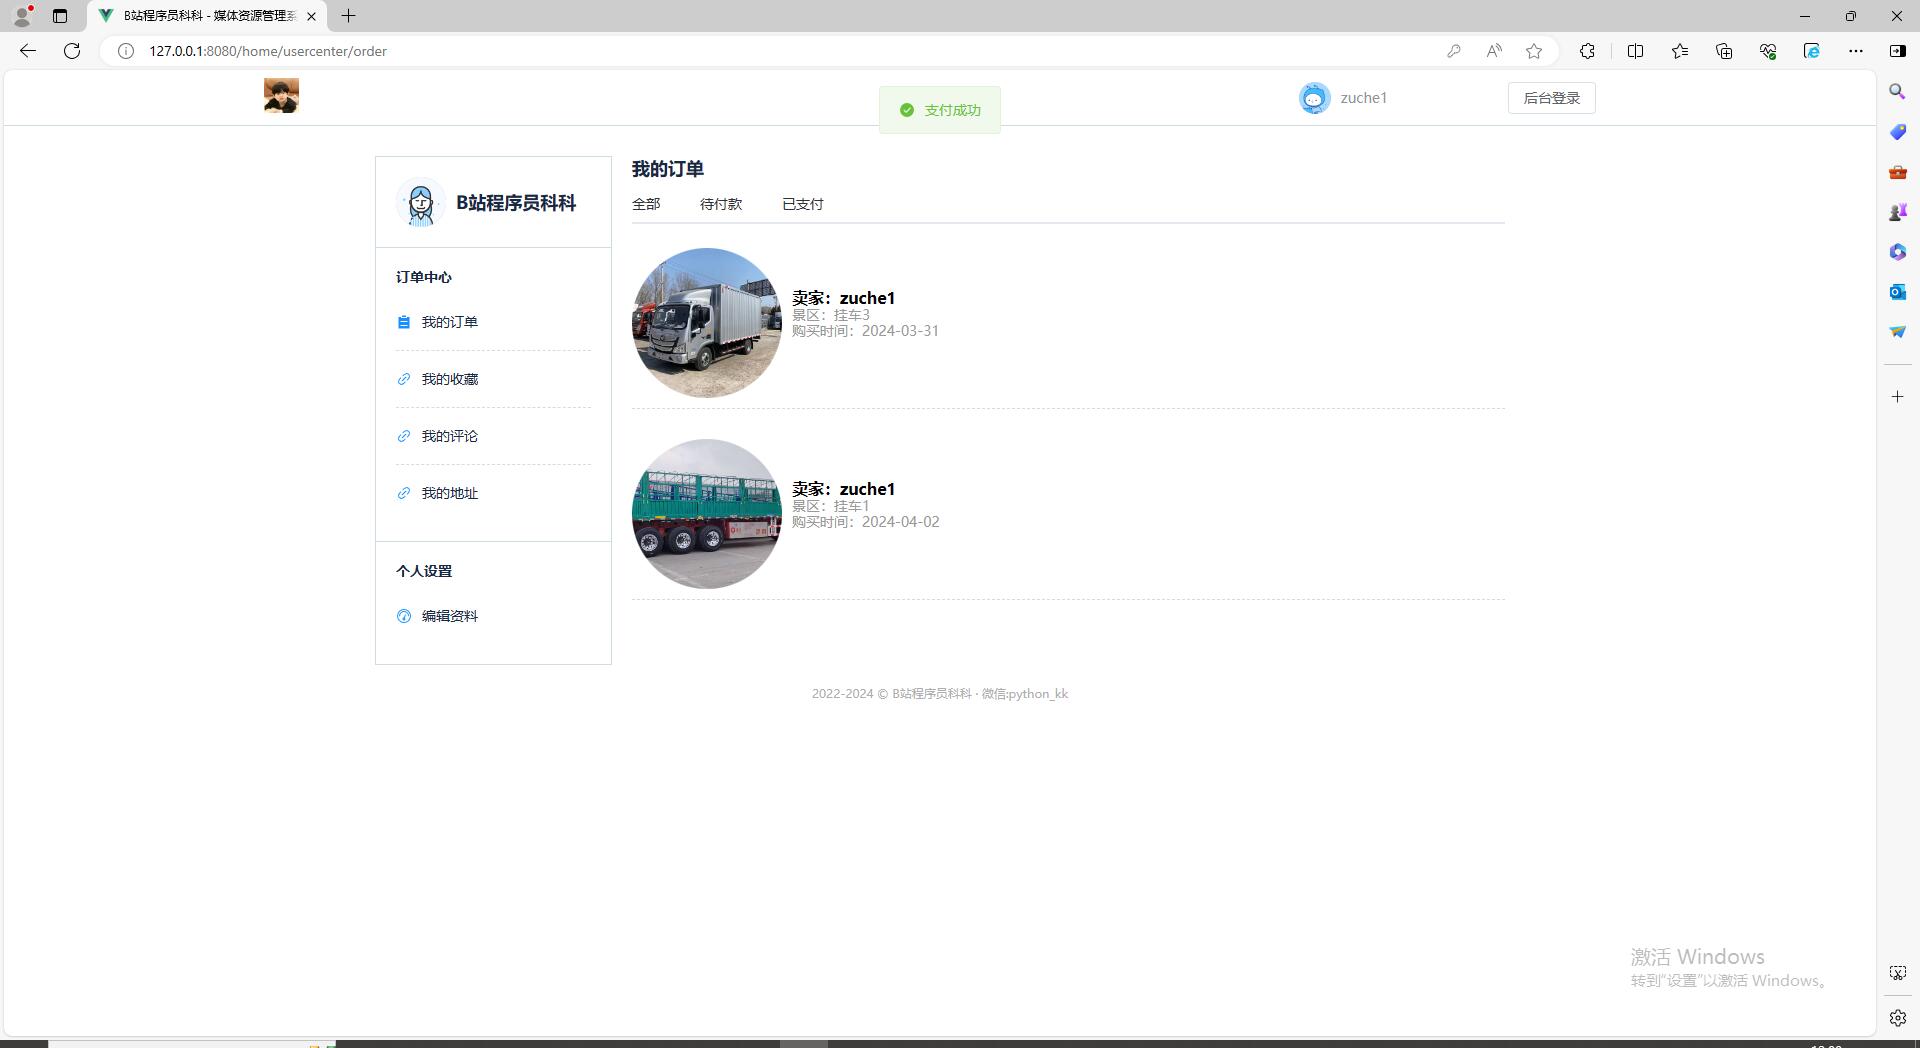 B站程序员科科 - 媒体资源管理系
127.0.0.1:8080/home/usercenter/order
支付成功
zuche1
后台登录
B站程序员科科
订单中心
我的订单
我的收藏
我的评论
我的地址
个人设置
编辑资料
我的订单
全部 待付款 已支付
卖家：zuche1
景区：挂车3
购买时间：2024-03-31
卖家：zuche1
景区：挂车1
购买时间：2024-04-02
2022-2024 © B站程序员科科 · 微信:python_kk
激活 Windows
转到"设置"以激活 Windows。